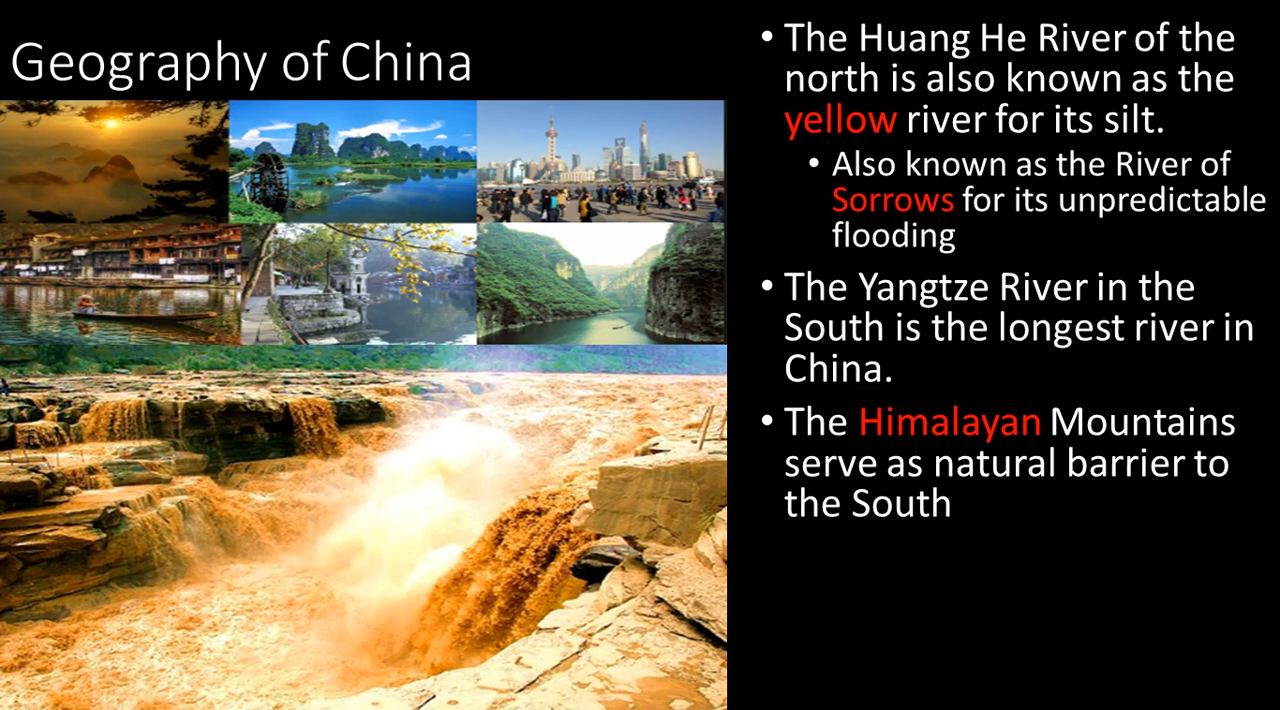 Geography of China
• The Huang He River of the
north is also known as the
yellow river for its silt.
• Also known as the River of
Sorrows for its unpredictable
flooding
• The Yangtze River in the
South is the longest river in
China.
• The Himalayan Mountains
serve as natural barrier to
the South